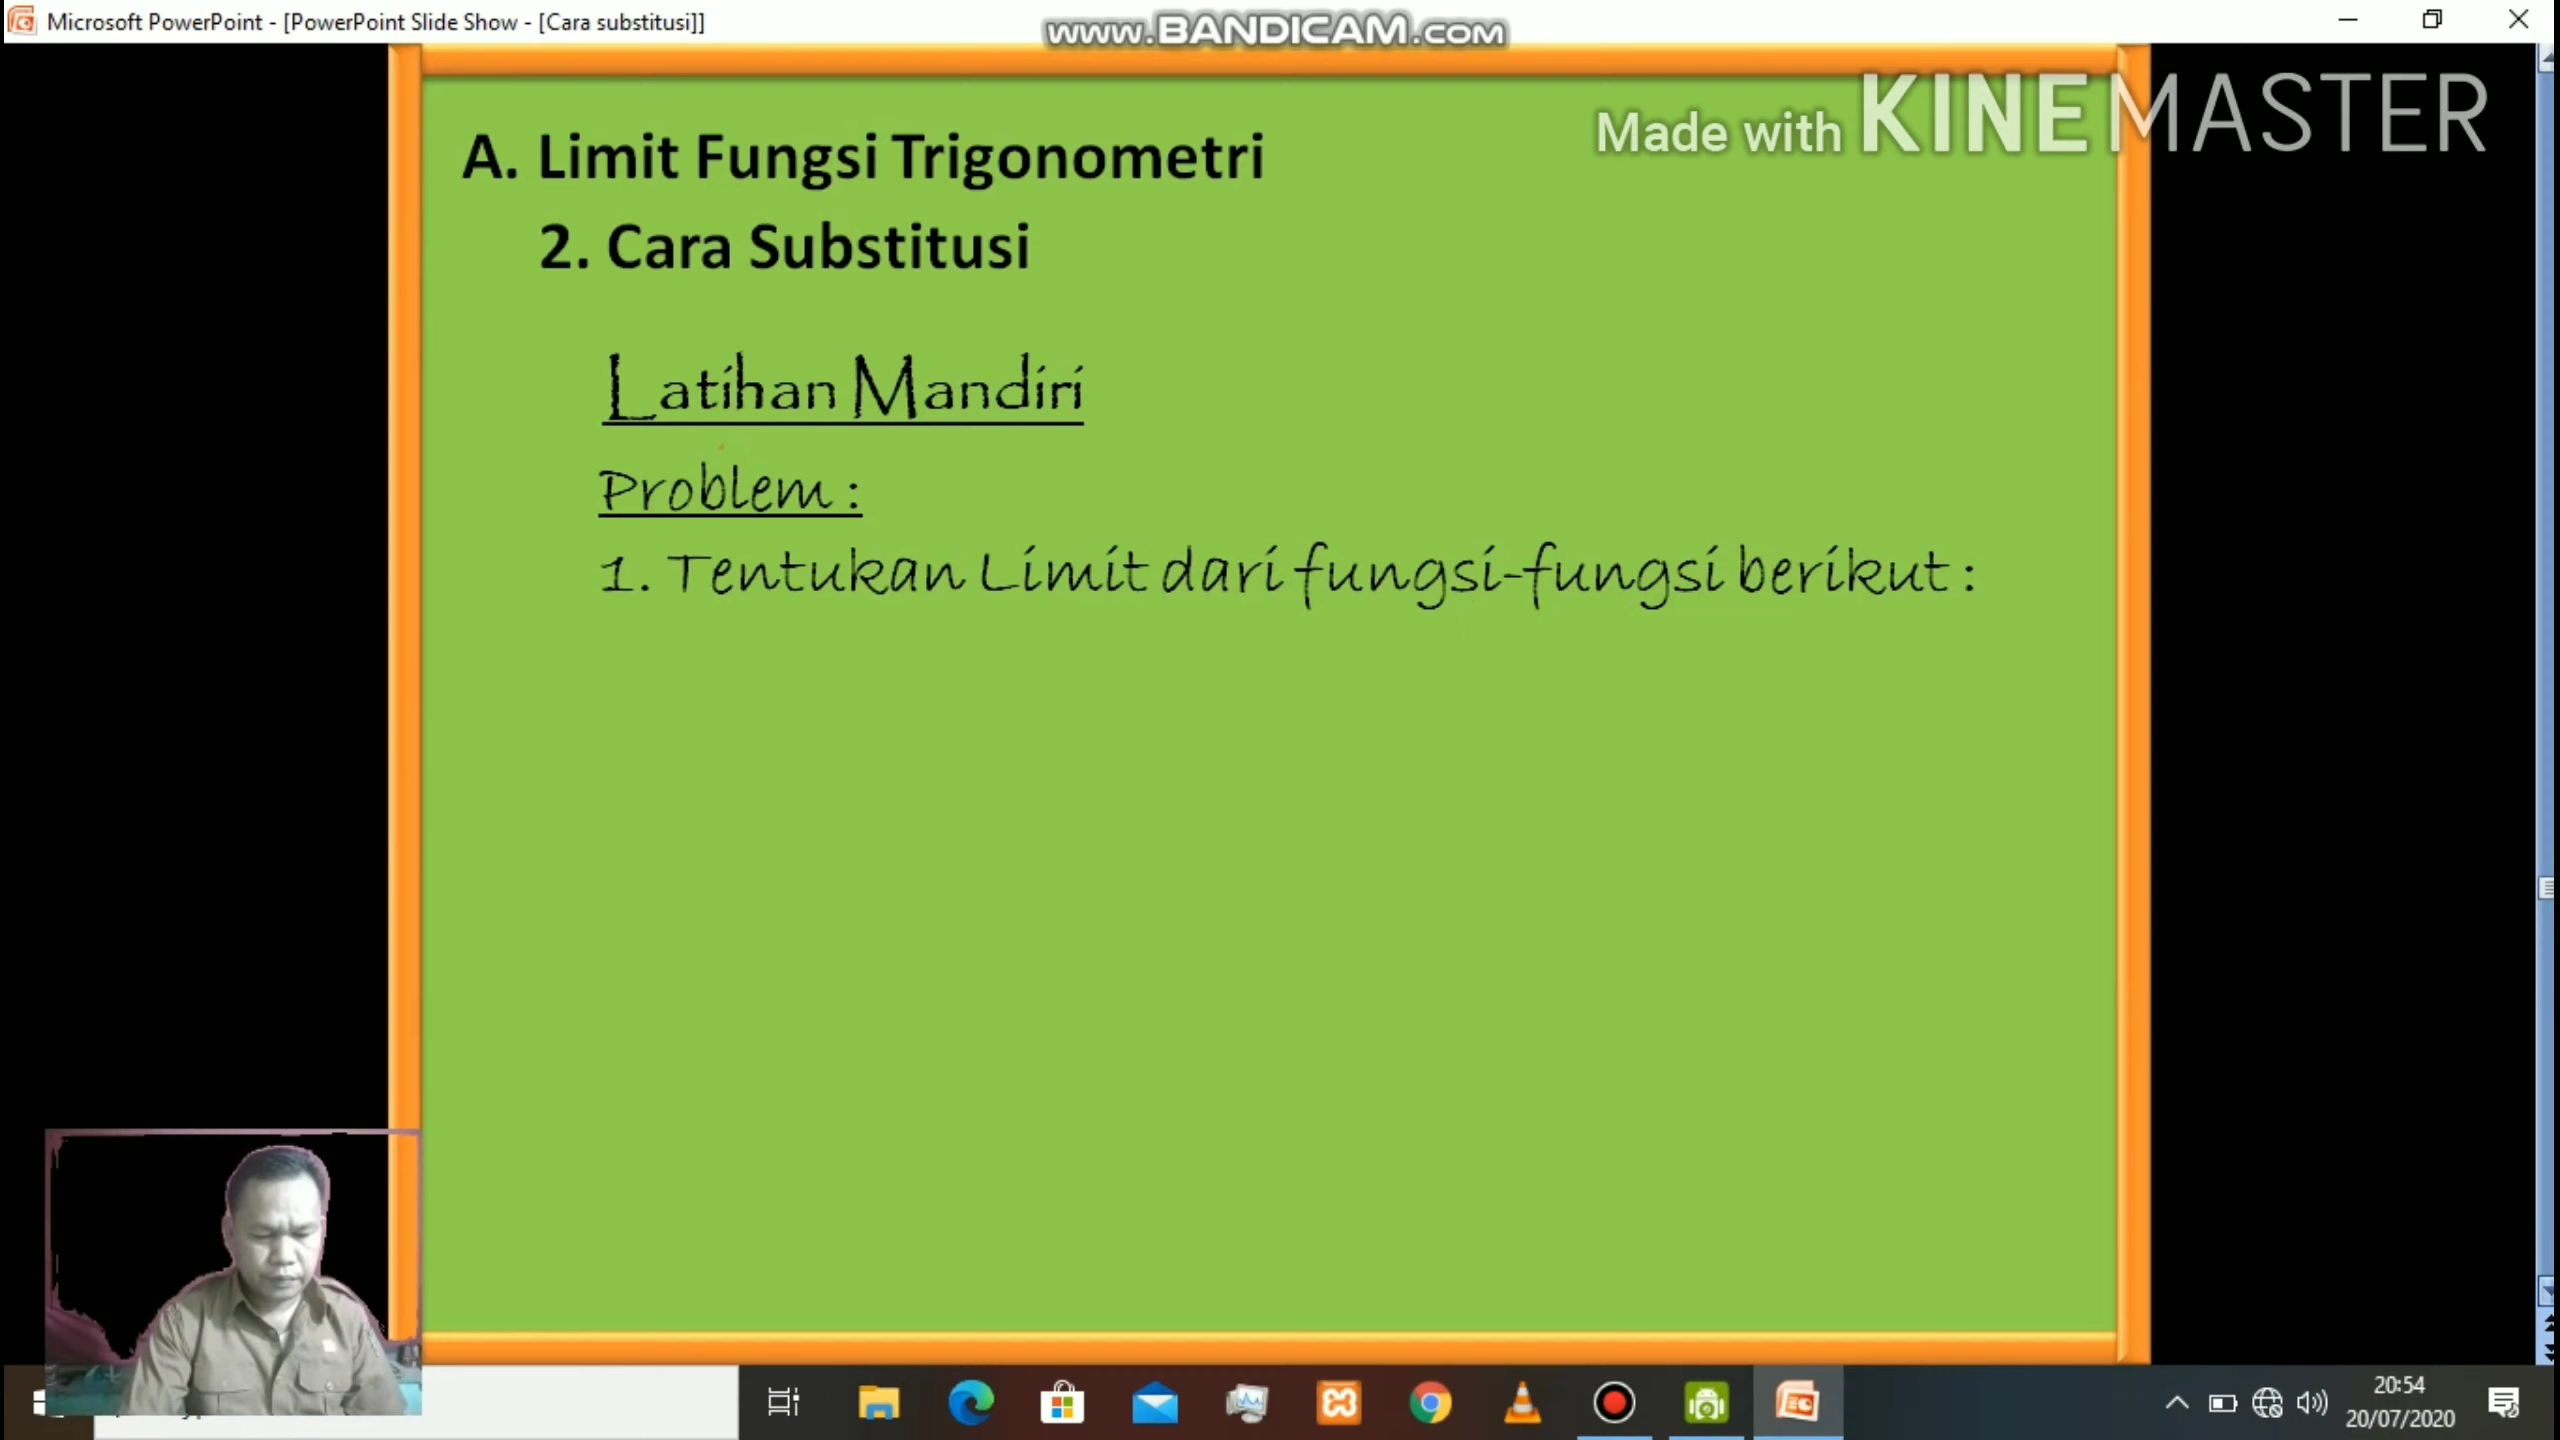 Microsoft PowerPoint - [PowerPoint Slide Show - [Cara substitusi]]
www.BANDICAM.com
Made with KINEMASTER
A. Limit Fungsi Trigonometri
2. Cara Substitusi
Latihan Mandiri
Problem :
1. Tentukan Limit dari fungsi-fungsi berikut :
20:54
20/07/2020